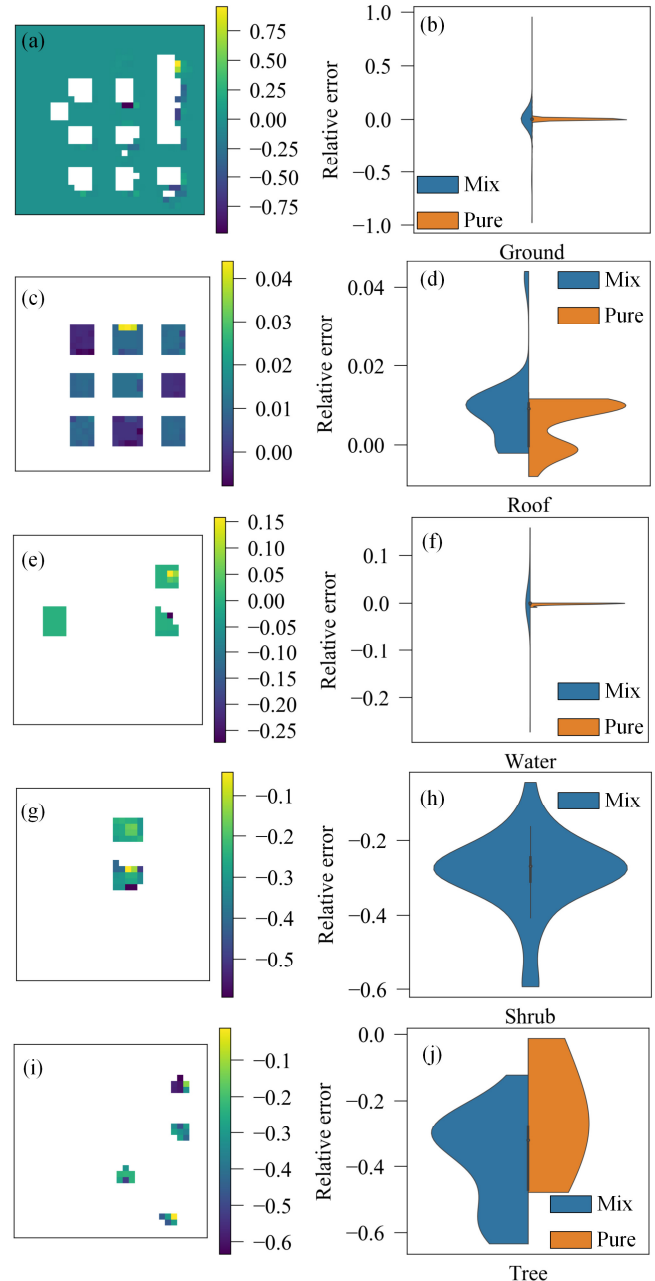 (a)
0.75
0.50
0.25
0.00
−0.25
−0.50
−0.75
(b)
Relative error
1.0
0.5
0.0
−0.5
−1.0
Mix
Pure
Ground
(c)
0.04
0.03
0.02
0.01
0.00
(d)
Relative error
0.04
0.02
0.00
Mix
Pure
Roof
(e)
0.15
0.10
0.05
0.00
−0.05
−0.10
−0.15
−0.20
−0.25
(f)
Relative error
0.1
0.0
−0.1
−0.2
Mix
Pure
Water
(g)
−0.1
−0.2
−0.3
−0.4
−0.5
(h)
Relative error
−0.2
−0.4
−0.6
Mix
Shrub
(i)
−0.1
−0.2
−0.3
−0.4
−0.5
−0.6
(j)
Relative error
0.0
−0.2
−0.4
−0.6
Mix
Pure
Tree